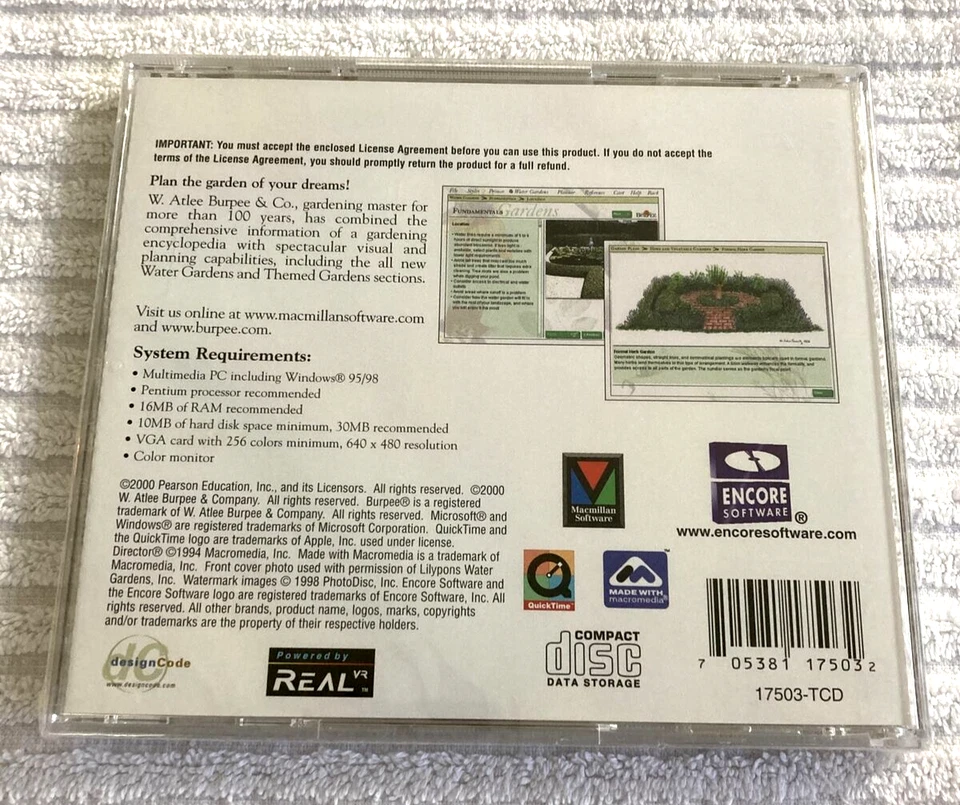 IMPORTANT: You must accept the enclosed License Agreement before you can use this product. If you do not accept the
terms of the License Agreement, you should promptly return the product for a full refund.
Plan the garden of your dreams!
W. Atlee Burpee & Co., gardening master for
more than 100 years, has combined the
comprehensive information of a gardening
encyclopedia with spectacular visual and
planning capabilities, including the all new
Water Gardens and Themed Gardens sections.
Visit us online at www.macmillansoftware.com
and www.burpee.com.
System Requirements:
• Multimedia PC including Windows® 95/98
• Pentium processor recommended
• 16MB of RAM recommended
• 10MB of hard disk space minimum, 30MB recommended
• VGA card with 256 colors minimum, 640 x 480 resolution
• Color monitor
FUNDAMENTALS
Gardens
Location
Formal Herb Garden
©2000 Pearson Education, Inc., and its Licensors. All rights reserved. ©2000
W. Atlee Burpee & Company. All rights reserved. Burpee® is a registered
trademark of W. Atlee Burpee & Company. All rights reserved. Microsoft® and
Windows® are registered trademarks of Microsoft Corporation. QuickTime and
the QuickTime logo are trademarks of Apple, Inc. used under license.
Director® ©1994 Macromedia, Inc. Made with Macromedia is a trademark of
Macromedia, Inc. Front cover photo used with permission of Lilypons Water
Gardens, Inc. Watermark images © 1998 PhotoDisc, Inc. Encore Software and
the Encore Software logo are registered trademarks of Encore Software, Inc. All
rights reserved. All other brands, product name, logos, marks, copyrights
and/or trademarks are the property of their respective holders.
Macmillan
Software
ENCORE
SOFTWARE ®
www.encoresoftware.com
QuickTime™
MADE WITH
macromedia®
™
dC
designCode
www.designcode.com
Powered by
REAL VR ™
COMPACT
disc
DATA STORAGE
7 05381 17503 2
17503-TCD